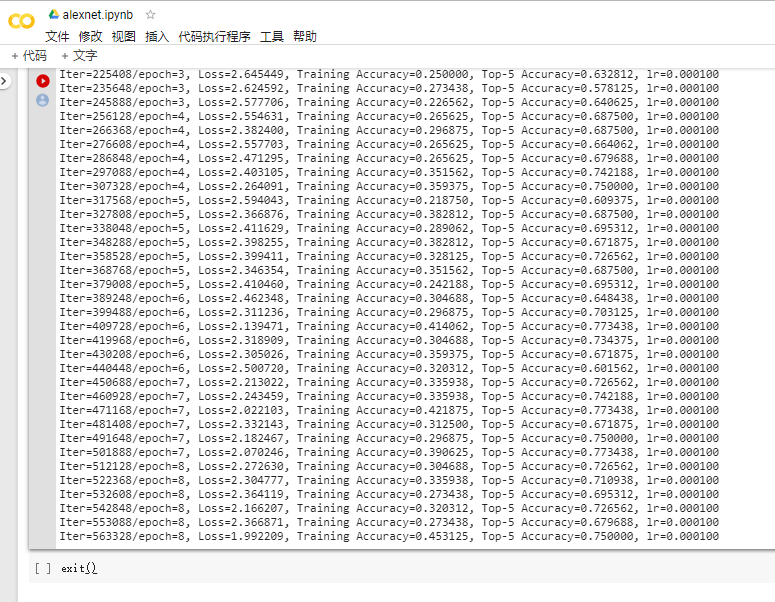 alexnet.ipynb
文件 修改 视图 插入 代码执行程序 工具 帮助
+ 代码 + 文字
Iter=225408/epoch=3, Loss=2.645449, Training Accuracy=0.250000, Top-5 Accuracy=0.632812, lr=0.000100
Iter=235648/epoch=3, Loss=2.624592, Training Accuracy=0.273438, Top-5 Accuracy=0.578125, lr=0.000100
Iter=245888/epoch=3, Loss=2.577706, Training Accuracy=0.226562, Top-5 Accuracy=0.640625, lr=0.000100
Iter=256128/epoch=4, Loss=2.554631, Training Accuracy=0.265625, Top-5 Accuracy=0.687500, lr=0.000100
Iter=266368/epoch=4, Loss=2.382400, Training Accuracy=0.296875, Top-5 Accuracy=0.687500, lr=0.000100
Iter=276608/epoch=4, Loss=2.557703, Training Accuracy=0.265625, Top-5 Accuracy=0.664062, lr=0.000100
Iter=286848/epoch=4, Loss=2.471295, Training Accuracy=0.265625, Top-5 Accuracy=0.679688, lr=0.000100
Iter=297088/epoch=4, Loss=2.403105, Training Accuracy=0.351562, Top-5 Accuracy=0.742188, lr=0.000100
Iter=307328/epoch=4, Loss=2.264091, Training Accuracy=0.359375, Top-5 Accuracy=0.750000, lr=0.000100
Iter=317568/epoch=5, Loss=2.594043, Training Accuracy=0.218750, Top-5 Accuracy=0.609375, lr=0.000100
Iter=327808/epoch=5, Loss=2.366876, Training Accuracy=0.382812, Top-5 Accuracy=0.687500, lr=0.000100
Iter=338048/epoch=5, Loss=2.411629, Training Accuracy=0.289062, Top-5 Accuracy=0.695312, lr=0.000100
Iter=348288/epoch=5, Loss=2.398255, Training Accuracy=0.382812, Top-5 Accuracy=0.671875, lr=0.000100
Iter=358528/epoch=5, Loss=2.399411, Training Accuracy=0.328125, Top-5 Accuracy=0.726562, lr=0.000100
Iter=368768/epoch=5, Loss=2.346354, Training Accuracy=0.351562, Top-5 Accuracy=0.687500, lr=0.000100
Iter=379008/epoch=5, Loss=2.410460, Training Accuracy=0.242188, Top-5 Accuracy=0.695312, lr=0.000100
Iter=389248/epoch=6, Loss=2.462348, Training Accuracy=0.304688, Top-5 Accuracy=0.648438, lr=0.000100
Iter=399488/epoch=6, Loss=2.311236, Training Accuracy=0.296875, Top-5 Accuracy=0.703125, lr=0.000100
Iter=409728/epoch=6, Loss=2.139471, Training Accuracy=0.414062, Top-5 Accuracy=0.773438, lr=0.000100
Iter=419968/epoch=6, Loss=2.318909, Training Accuracy=0.304688, Top-5 Accuracy=0.734375, lr=0.000100
Iter=430208/epoch=6, Loss=2.305026, Training Accuracy=0.359375, Top-5 Accuracy=0.671875, lr=0.000100
Iter=440448/epoch=6, Loss=2.500720, Training Accuracy=0.320312, Top-5 Accuracy=0.601562, lr=0.000100
Iter=450688/epoch=7, Loss=2.213022, Training Accuracy=0.335938, Top-5 Accuracy=0.726562, lr=0.000100
Iter=460928/epoch=7, Loss=2.243459, Training Accuracy=0.335938, Top-5 Accuracy=0.742188, lr=0.000100
Iter=471168/epoch=7, Loss=2.022103, Training Accuracy=0.421875, Top-5 Accuracy=0.773438, lr=0.000100
Iter=481408/epoch=7, Loss=2.332143, Training Accuracy=0.312500, Top-5 Accuracy=0.671875, lr=0.000100
Iter=491648/epoch=7, Loss=2.182467, Training Accuracy=0.296875, Top-5 Accuracy=0.750000, lr=0.000100
Iter=501888/epoch=7, Loss=2.070246, Training Accuracy=0.390625, Top-5 Accuracy=0.773438, lr=0.000100
Iter=512128/epoch=8, Loss=2.272630, Training Accuracy=0.304688, Top-5 Accuracy=0.726562, lr=0.000100
Iter=522368/epoch=8, Loss=2.304777, Training Accuracy=0.335938, Top-5 Accuracy=0.710938, lr=0.000100
Iter=532608/epoch=8, Loss=2.364119, Training Accuracy=0.273438, Top-5 Accuracy=0.695312, lr=0.000100
Iter=542848/epoch=8, Loss=2.166207, Training Accuracy=0.320312, Top-5 Accuracy=0.726562, lr=0.000100
Iter=553088/epoch=8, Loss=2.366871, Training Accuracy=0.273438, Top-5 Accuracy=0.679688, lr=0.000100
Iter=563328/epoch=8, Loss=1.992209, Training Accuracy=0.453125, Top-5 Accuracy=0.750000, lr=0.000100
[ ] exit()